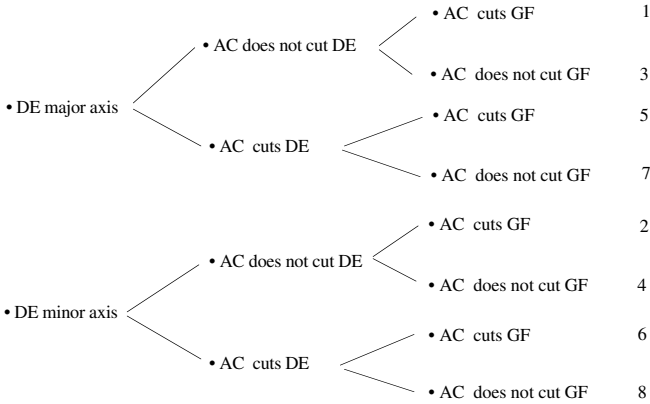 • AC cuts GF 1
• AC does not cut DE
• AC does not cut GF 3
• DE major axis
• AC cuts GF 5
• AC cuts DE
• AC does not cut GF 7
• AC cuts GF 2
• AC does not cut DE
• AC does not cut GF 4
• DE minor axis
• AC cuts GF 6
• AC cuts DE
• AC does not cut GF 8